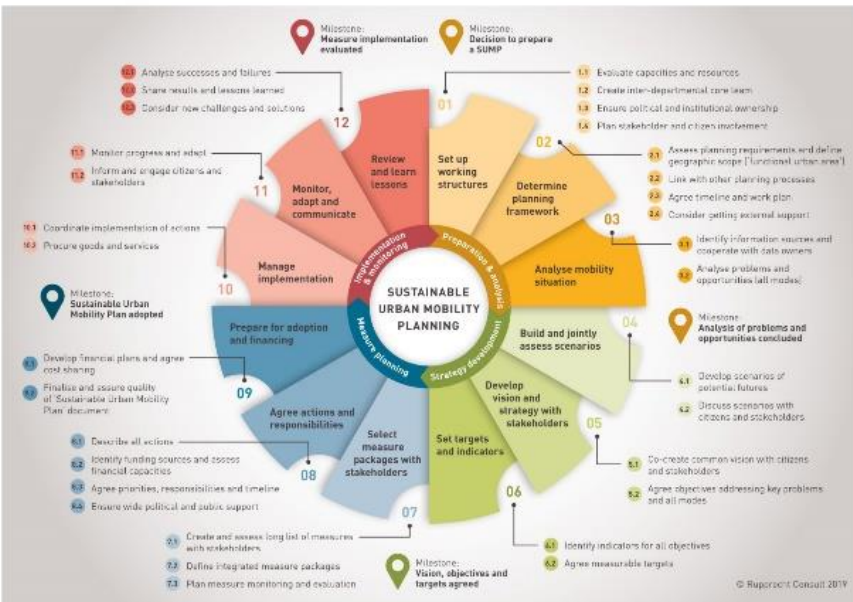 Milestone:
Measure implementation
evaluated
Milestone:
Decision to prepare
a SUMP
12.1 Analyse successes and failures
12.2 Share results and lessons learned
12.3 Consider new challenges and solutions
12
01
1.1 Evaluate capacities and resources
1.2 Create inter-departmental core team
1.3 Ensure political and institutional ownership
1.4 Plan stakeholder and citizen involvement
11.1 Monitor progress and adapt
11.2 Inform and engage citizens and
stakeholders
11
02
2.1 Assess planning requirements and define
geographic scope ('functional urban area')
2.2 Link with other planning processes
2.3 Agree timeline and work plan
2.4 Consider getting external support
10.1 Coordinate implementation of actions
10.2 Procure goods and services
10
03
3.1 Identify information sources and
cooperate with data owners
3.2 Analyse problems and
opportunities (all modes)
Review
and learn
lessons
Set up
working
structures
Monitor,
adapt and
communicate
Determine
planning
framework
Manage
implementation
Analyse mobility
situation
Implementation
& monitoring
Preparation & analysis
SUSTAINABLE
URBAN MOBILITY
PLANNING
Measure planning
Strategy development
Milestone:
Sustainable Urban
Mobility Plan adopted
Milestone:
Analysis of problems and
opportunities concluded
Prepare for adoption
and financing
Build and jointly
assess scenarios
04
9.1 Develop financial plans and agree
cost sharing
9.2 Finalise and assure quality
of 'Sustainable Urban Mobility
Plan' document
09
4.1 Develop scenarios of
potential futures
4.2 Discuss scenarios with
citizens and stakeholders
Agree actions and
responsibilities
Select
measure
packages with
stakeholders
Set targets
and indicators
Develop
vision and
strategy with
stakeholders
05
5.1 Co-create common vision with citizens
and stakeholders
5.2 Agree objectives addressing key problems
and all modes
8.1 Describe all actions
8.2 Identify funding sources and assess
financial capacities
8.3 Agree priorities, responsibilities and timeline
8.4 Ensure wide political and public support
08
07
06
7.1 Create and assess long list of measures
with stakeholders
7.2 Define integrated measure packages
7.3 Plan measure monitoring and evaluation
Milestone:
Vision, objectives and
targets agreed
6.1 Identify indicators for all objectives
6.2 Agree measurable targets
© Rupprecht Consult 2019